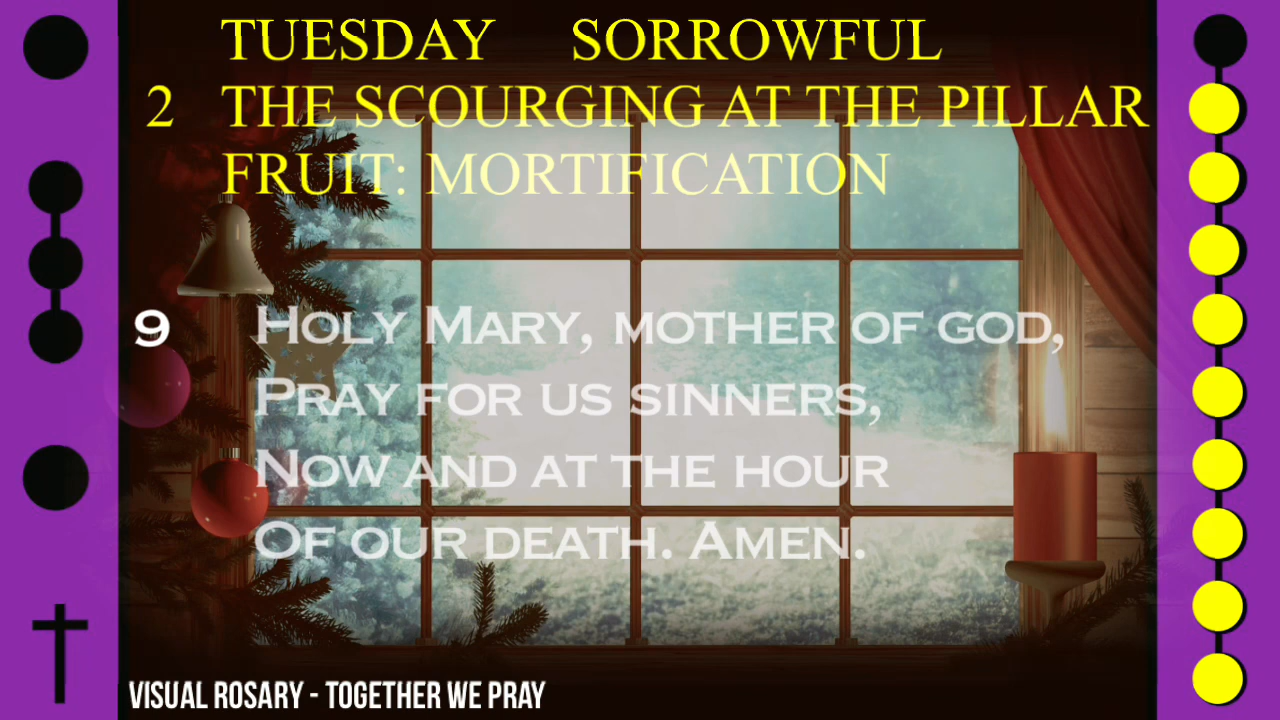 TUESDAY SORROWFUL
2 THE SCOURGING AT THE PILLAR
FRUIT: MORTIFICATION
9 HOLY MARY, MOTHER OF GOD,
PRAY FOR US SINNERS,
NOW AND AT THE HOUR
OF OUR DEATH. AMEN.
VISUAL ROSARY - TOGETHER WE PRAY